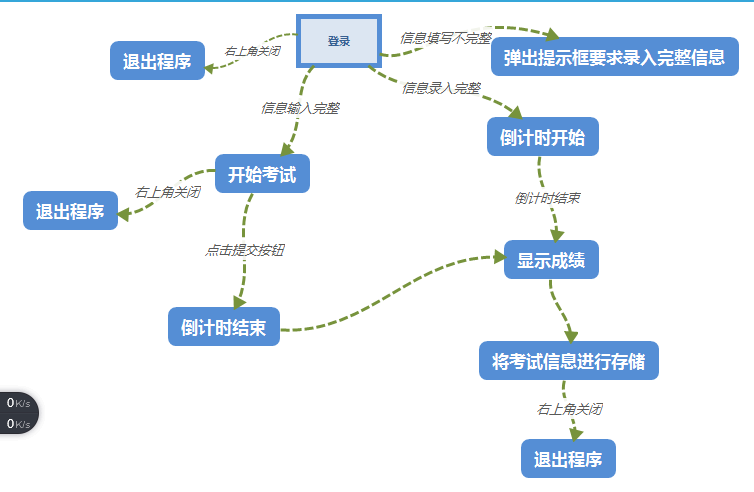 登录
信息填写不完整
右上角关闭
退出程序
弹出提示框要求录入完整信息
信息录入完整
信息输入完整
倒计时开始
开始考试
右上角关闭
退出程序
倒计时结束
点击提交按钮
显示成绩
倒计时结束
将考试信息进行存储
0K/s
右上角关闭
0K/s
退出程序